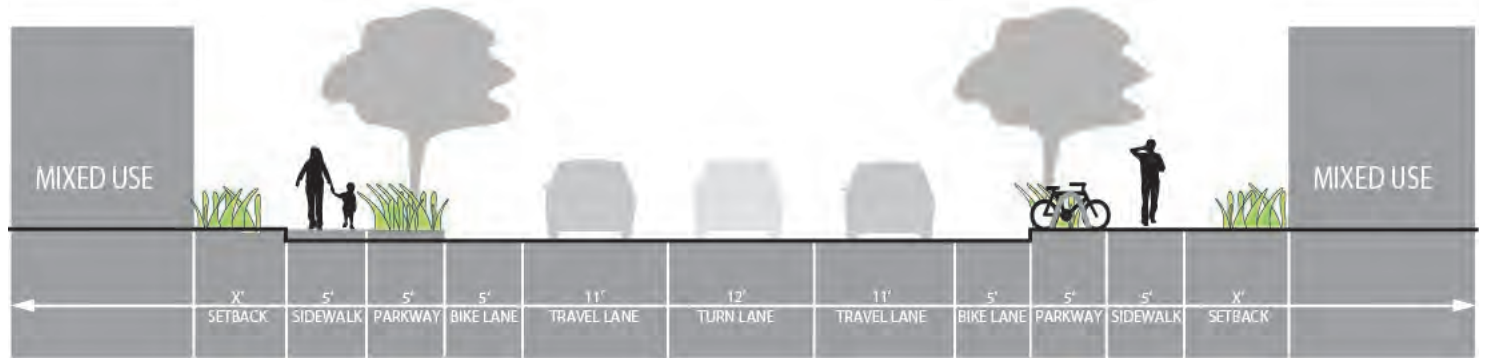 MIXED USE
MIXED USE
X'
SETBACK
5'
SIDEWALK
5'
PARKWAY
5'
BIKE LANE
11'
TRAVEL LANE
12'
TURN LANE
11'
TRAVEL LANE
5'
BIKE LANE
5'
PARKWAY
5'
SIDEWALK
X'
SETBACK